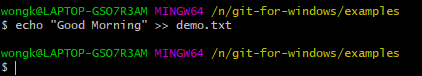 wongk@LAPTOP-GSO7R3AM MINGW64 /n/git-for-windows/examples
$ echo "Good Morning" >> demo.txt
wongk@LAPTOP-GSO7R3AM MINGW64 /n/git-for-windows/examples
$